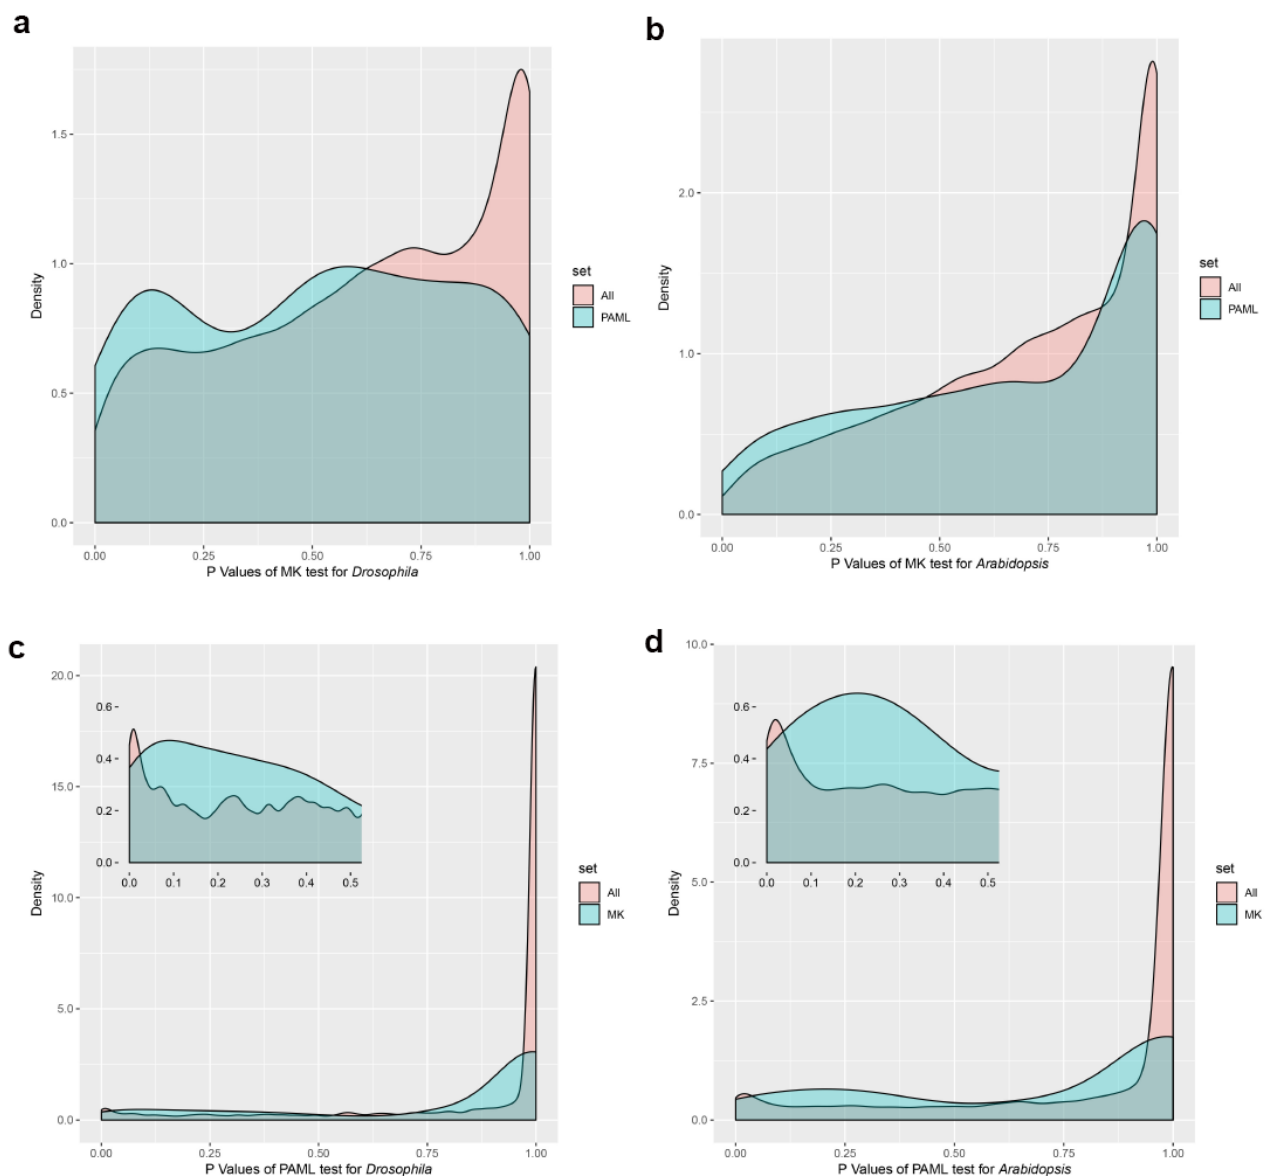 a
1.5
1.0
0.5
0.0
Density
0.00 0.25 0.50 0.75 1.00
P Values of MK test for Drosophila
set
All
PAML
b
2.0
1.0
0.0
Density
0.00 0.25 0.50 0.75 1.00
P Values of MK test for Arabidopsis
set
All
PAML
c
20.0
15.0
10.0
5.0
0.0
Density
0.6
0.4
0.2
0.0
0.0 0.1 0.2 0.3 0.4 0.5
0.00 0.25 0.50 0.75 1.00
P Values of PAML test for Drosophila
set
All
MK
d
10.0
7.5
5.0
2.5
0.0
Density
0.6
0.4
0.2
0.0
0.0 0.1 0.2 0.3 0.4 0.5
0.00 0.25 0.50 0.75 1.00
P Values of PAML test for Arabidopsis
set
All
MK